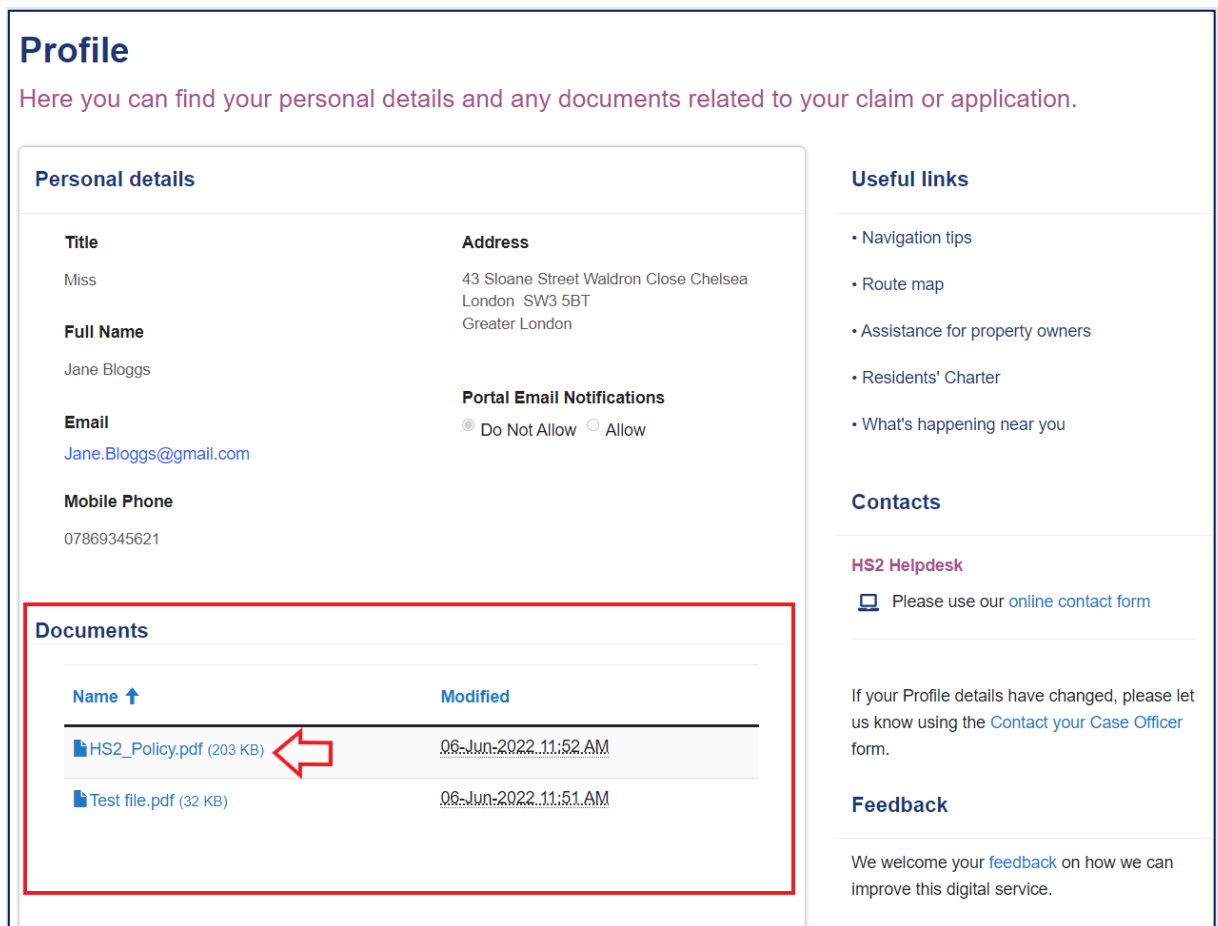 Profile
Here you can find your personal details and any documents related to your claim or application.
Personal details
Title
Miss
Full Name
Jane Bloggs
Email
Jane.Bloggs@gmail.com
Mobile Phone
07869345621
Address
43 Sloane Street Waldron Close Chelsea
London SW3 5BT
Greater London
Portal Email Notifications
Do Not Allow Allow
Documents
Name Modified
HS2_Policy.pdf (203 KB) 06-Jun-2022 11:52 AM
Test file.pdf (32 KB) 06-Jun-2022 11:51 AM
Useful links
• Navigation tips
• Route map
• Assistance for property owners
• Residents' Charter
• What's happening near you
Contacts
HS2 Helpdesk
Please use our online contact form
If your Profile details have changed, please let
us know using the Contact your Case Officer
form.
Feedback
We welcome your feedback on how we can
improve this digital service.